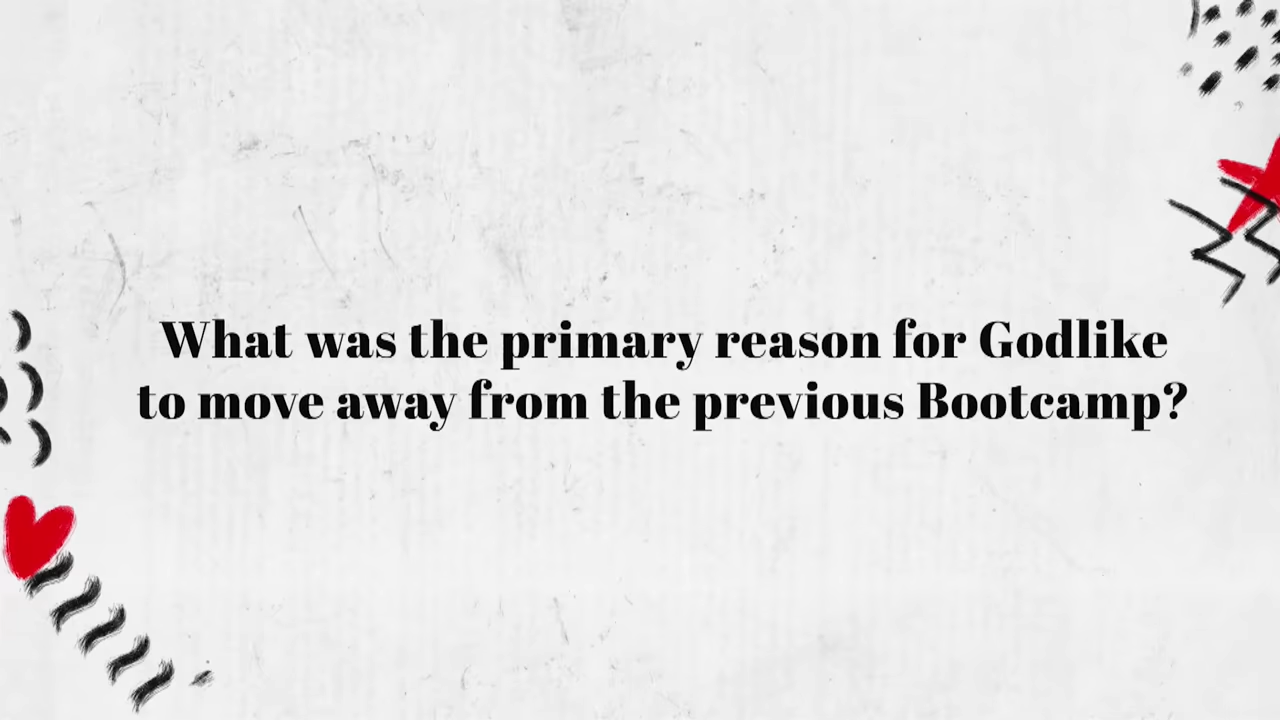 What was the primary reason for Godlike
to move away from the previous Bootcamp?